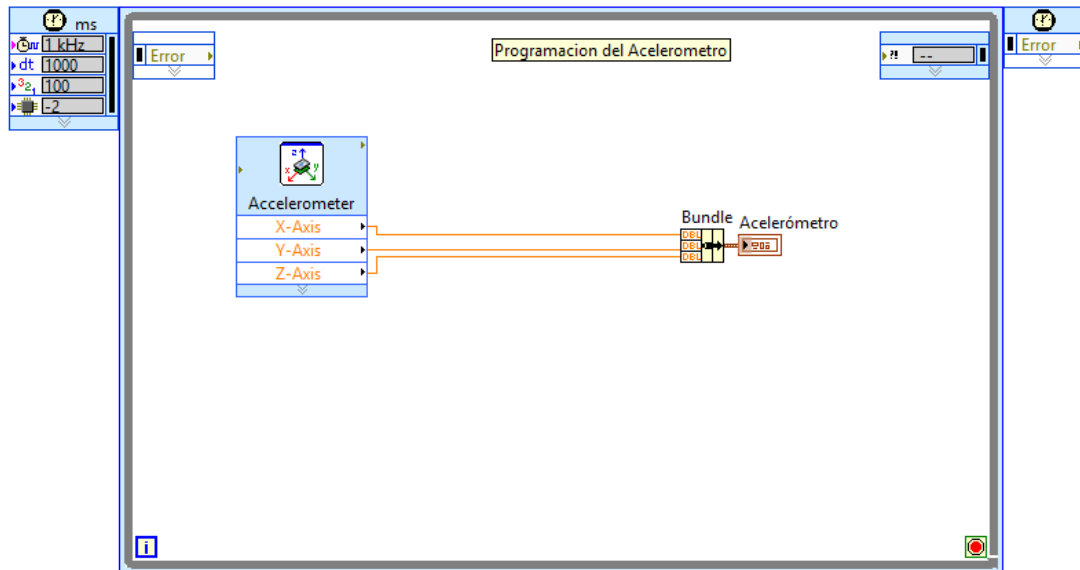 ms
1 kHz
dt 1000
321 100
-2
Error
Programacion del Acelerometro
?! --
Error
Accelerometer
X-Axis
Y-Axis
Z-Axis
z
x y
Bundle
DBL
DBL
DBL
Acelerómetro
i